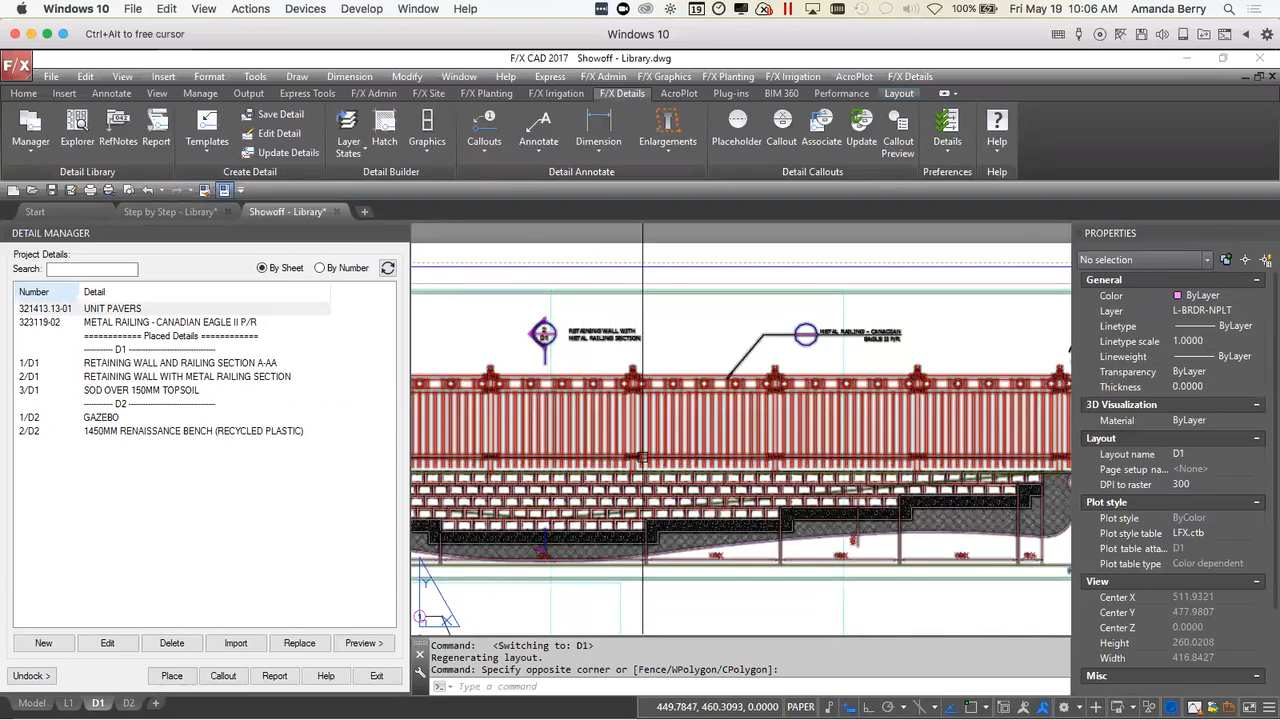 Windows 10 File Edit View Actions Devices Develop Window Help 19 100% Fri May 19 10:06 AM Amanda Berry
Ctrl+Alt to free cursor Windows 10
F/X CAD 2017 Showoff - Library.dwg
F/X File Edit View Insert Format Tools Draw Dimension Modify Window Help Express F/X Admin F/X Graphics F/X Planting F/X Irrigation AcroPlot F/X Details
Home Insert Annotate View Manage Output Express Tools F/X Admin F/X Site F/X Planting F/X Irrigation F/X Details AcroPlot Plug-ins BIM 360 Performance Layout
Save Detail
Edit Detail
Update Details
Manager Explorer RefNotes Report Templates Layer States Hatch Graphics Callouts Annotate Dimension Enlargements Placeholder Callout Associate Update Callout Preview Details Help
Detail Library Create Detail Detail Builder Detail Annotate Detail Callouts Preferences Help
Start Step by Step - Library* Showoff - Library*
DETAIL MANAGER
Project Details:
Search: By Sheet By Number
Number Detail
321413.13-01 UNIT PAVERS
323119-02 METAL RAILING - CANADIAN EAGLE II P/R
=========== Placed Details ===========
---------- D1 ----------
1/D1 RETAINING WALL AND RAILING SECTION A-AA
2/D1 RETAINING WALL WITH METAL RAILING SECTION
3/D1 SOD OVER 150MM TOPSOIL
---------- D2 ----------
1/D2 GAZEBO
2/D2 1450MM RENAISSANCE BENCH (RECYCLED PLASTIC)
New Edit Delete Import Replace Preview >
Undock > Place Callout Report Help Exit
2
D1
RETAINING WALL WITH
METAL RAILING SECTION
METAL RAILING - CANADIAN
EAGLE II P/R
Y
X
Command: <Switching to: D1>
Regenerating layout.
Command: Specify opposite corner or [Fence/WPolygon/CPolygon]:
Type a command
PROPERTIES
No selection
General
Color ByLayer
Layer L-BRDR-NPLT
Linetype ByLayer
Linetype scale 1.0000
Lineweight ByLayer
Transparency ByLayer
Thickness 0.0000
3D Visualization
Material ByLayer
Layout
Layout name D1
Page setup na... <None>
DPI to raster 300
Plot style
Plot style ByColor
Plot style table LFX.ctb
Plot table atta... D1
Plot table type Color dependent
View
Center X 511.9321
Center Y 477.9807
Center Z 0.0000
Height 260.0208
Width 416.8427
Misc
Model L1 D1 D2 + 449.7847, 460.3093, 0.0000 PAPER